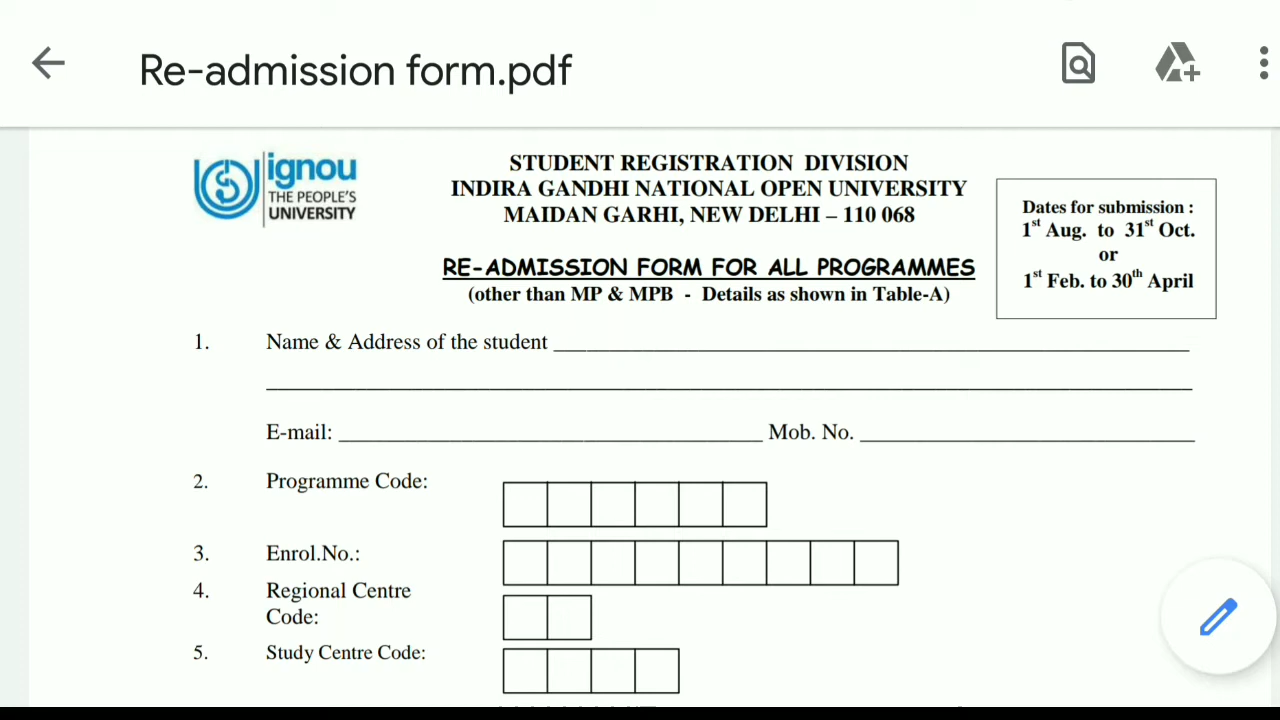 Re-admission form.pdf
ignou
THE PEOPLE'S
UNIVERSITY
STUDENT REGISTRATION DIVISION
INDIRA GANDHI NATIONAL OPEN UNIVERSITY
MAIDAN GARHI, NEW DELHI – 110 068
RE-ADMISSION FORM FOR ALL PROGRAMMES
(other than MP & MPB - Details as shown in Table-A)
Dates for submission :
1st Aug. to 31st Oct.
or
1st Feb. to 30th April
1. Name & Address of the student
E-mail: Mob. No.
2. Programme Code:
3. Enrol.No.:
4. Regional Centre
Code:
5. Study Centre Code: